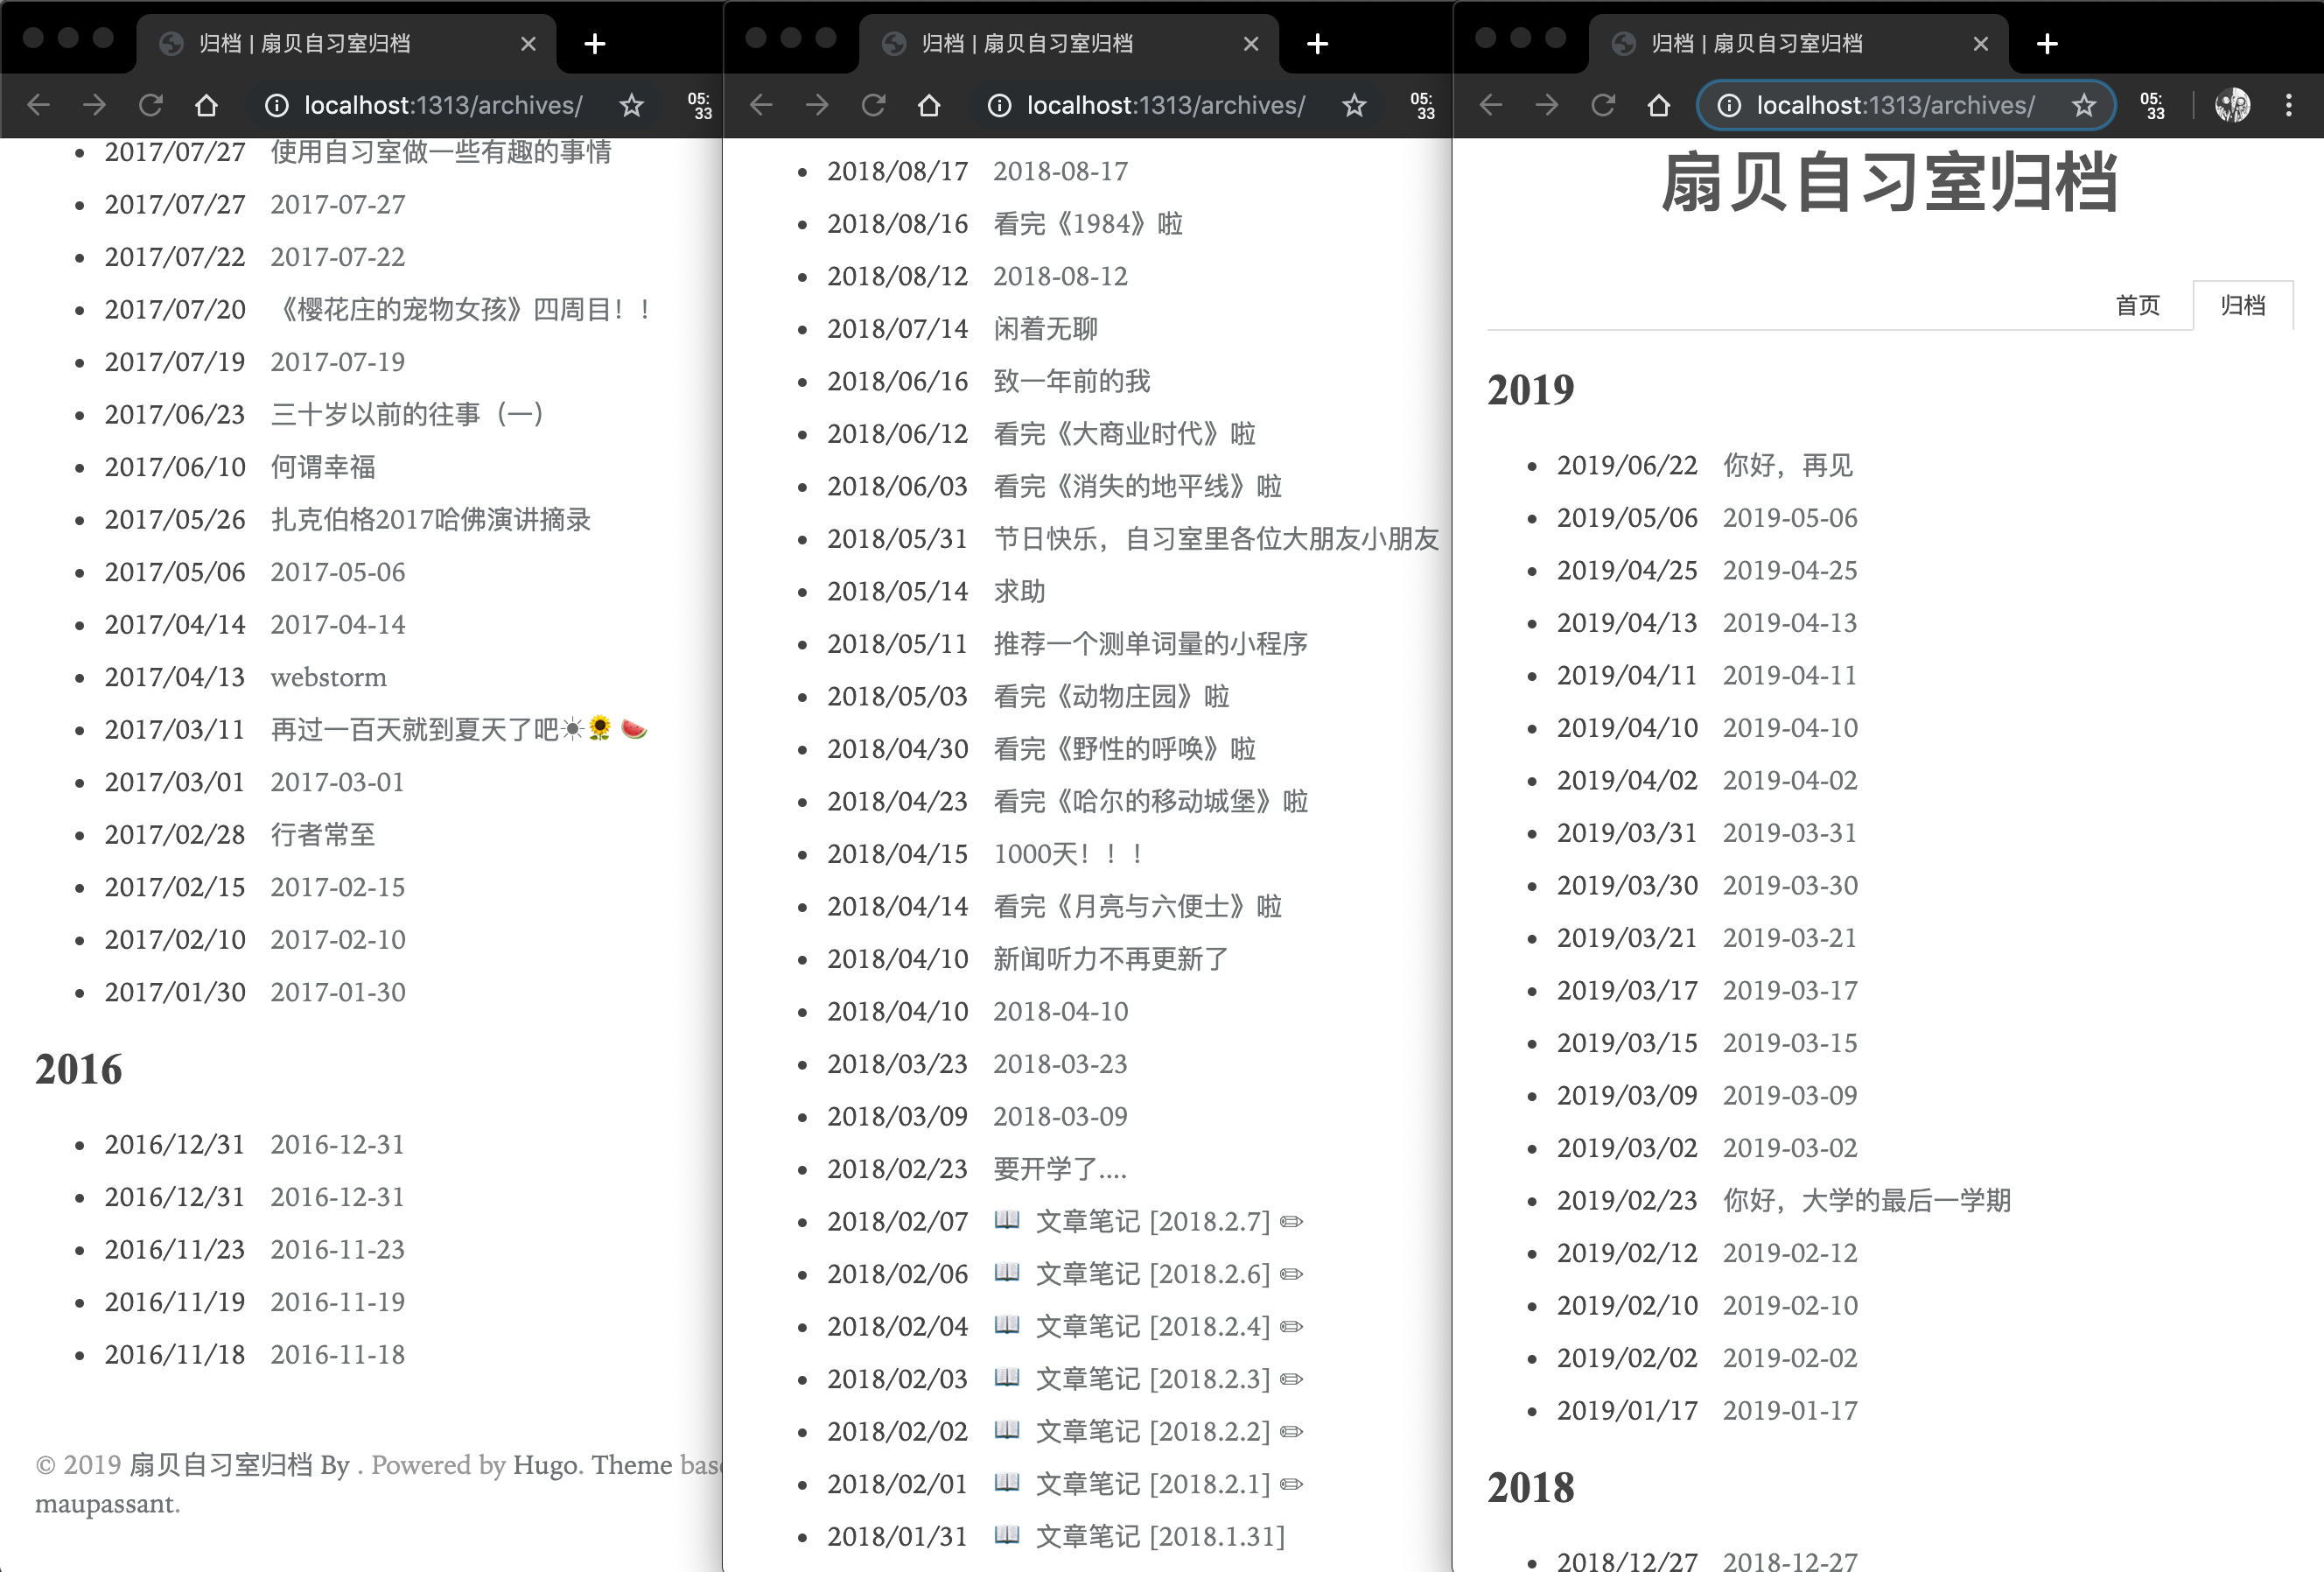 归档 | 扇贝自习室归档
localhost:1313/archives/
05:
33
2017/07/27 使用自习室做一些有趣的事情
2017/07/27 2017-07-27
2017/07/22 2017-07-22
2017/07/20 《樱花庄的宠物女孩》四周目！！
2017/07/19 2017-07-19
2017/06/23 三十岁以前的往事（一）
2017/06/10 何谓幸福
2017/05/26 扎克伯格2017哈佛演讲摘录
2017/05/06 2017-05-06
2017/04/14 2017-04-14
2017/04/13 webstorm
2017/03/11 再过一百天就到夏天了吧☀🌻 🍉
2017/03/01 2017-03-01
2017/02/28 行者常至
2017/02/15 2017-02-15
2017/02/10 2017-02-10
2017/01/30 2017-01-30
2016
2016/12/31 2016-12-31
2016/12/31 2016-12-31
2016/11/23 2016-11-23
2016/11/19 2016-11-19
2016/11/18 2016-11-18
© 2019 扇贝自习室归档 By . Powered by Hugo. Theme bas
maupassant.
归档 | 扇贝自习室归档
localhost:1313/archives/
05:
33
2018/08/17 2018-08-17
2018/08/16 看完《1984》啦
2018/08/12 2018-08-12
2018/07/14 闲着无聊
2018/06/16 致一年前的我
2018/06/12 看完《大商业时代》啦
2018/06/03 看完《消失的地平线》啦
2018/05/31 节日快乐，自习室里各位大朋友小朋友
2018/05/14 求助
2018/05/11 推荐一个测单词量的小程序
2018/05/03 看完《动物庄园》啦
2018/04/30 看完《野性的呼唤》啦
2018/04/23 看完《哈尔的移动城堡》啦
2018/04/15 1000天！！！
2018/04/14 看完《月亮与六便士》啦
2018/04/10 新闻听力不再更新了
2018/04/10 2018-04-10
2018/03/23 2018-03-23
2018/03/09 2018-03-09
2018/02/23 要开学了....
2018/02/07 📖 文章笔记 [2018.2.7] ✏
2018/02/06 📖 文章笔记 [2018.2.6] ✏
2018/02/04 📖 文章笔记 [2018.2.4] ✏
2018/02/03 📖 文章笔记 [2018.2.3] ✏
2018/02/02 📖 文章笔记 [2018.2.2] ✏
2018/02/01 📖 文章笔记 [2018.2.1] ✏
2018/01/31 📖 文章笔记 [2018.1.31]
归档 | 扇贝自习室归档
localhost:1313/archives/
05:
33
扇贝自习室归档
首页 归档
2019
2019/06/22 你好，再见
2019/05/06 2019-05-06
2019/04/25 2019-04-25
2019/04/13 2019-04-13
2019/04/11 2019-04-11
2019/04/10 2019-04-10
2019/04/02 2019-04-02
2019/03/31 2019-03-31
2019/03/30 2019-03-30
2019/03/21 2019-03-21
2019/03/17 2019-03-17
2019/03/15 2019-03-15
2019/03/09 2019-03-09
2019/03/02 2019-03-02
2019/02/23 你好，大学的最后一学期
2019/02/12 2019-02-12
2019/02/10 2019-02-10
2019/02/02 2019-02-02
2019/01/17 2019-01-17
2018
2018/12/27 2018-12-27